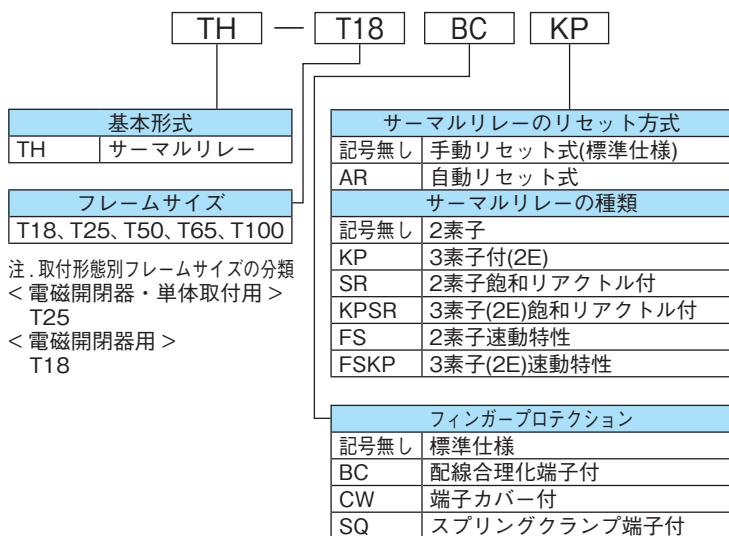 TH — T18 BC KP
基本形式
TH サーマルリレー
フレームサイズ
T18、T25、T50、T65、T100
注.取付形態別フレームサイズの分類
<電磁開閉器・単体取付用>
T25
<電磁開閉器用>
T18
サーマルリレーのリセット方式
記号無し 手動リセット式(標準仕様)
AR 自動リセット式
サーマルリレーの種類
記号無し 2素子
KP 3素子付(2E)
SR 2素子飽和リアクトル付
KPSR 3素子(2E)飽和リアクトル付
FS 2素子速動特性
FSKP 3素子(2E)速動特性
フィンガープロテクション
記号無し 標準仕様
BC 配線合理化端子付
CW 端子カバー付
SQ スプリングクランプ端子付